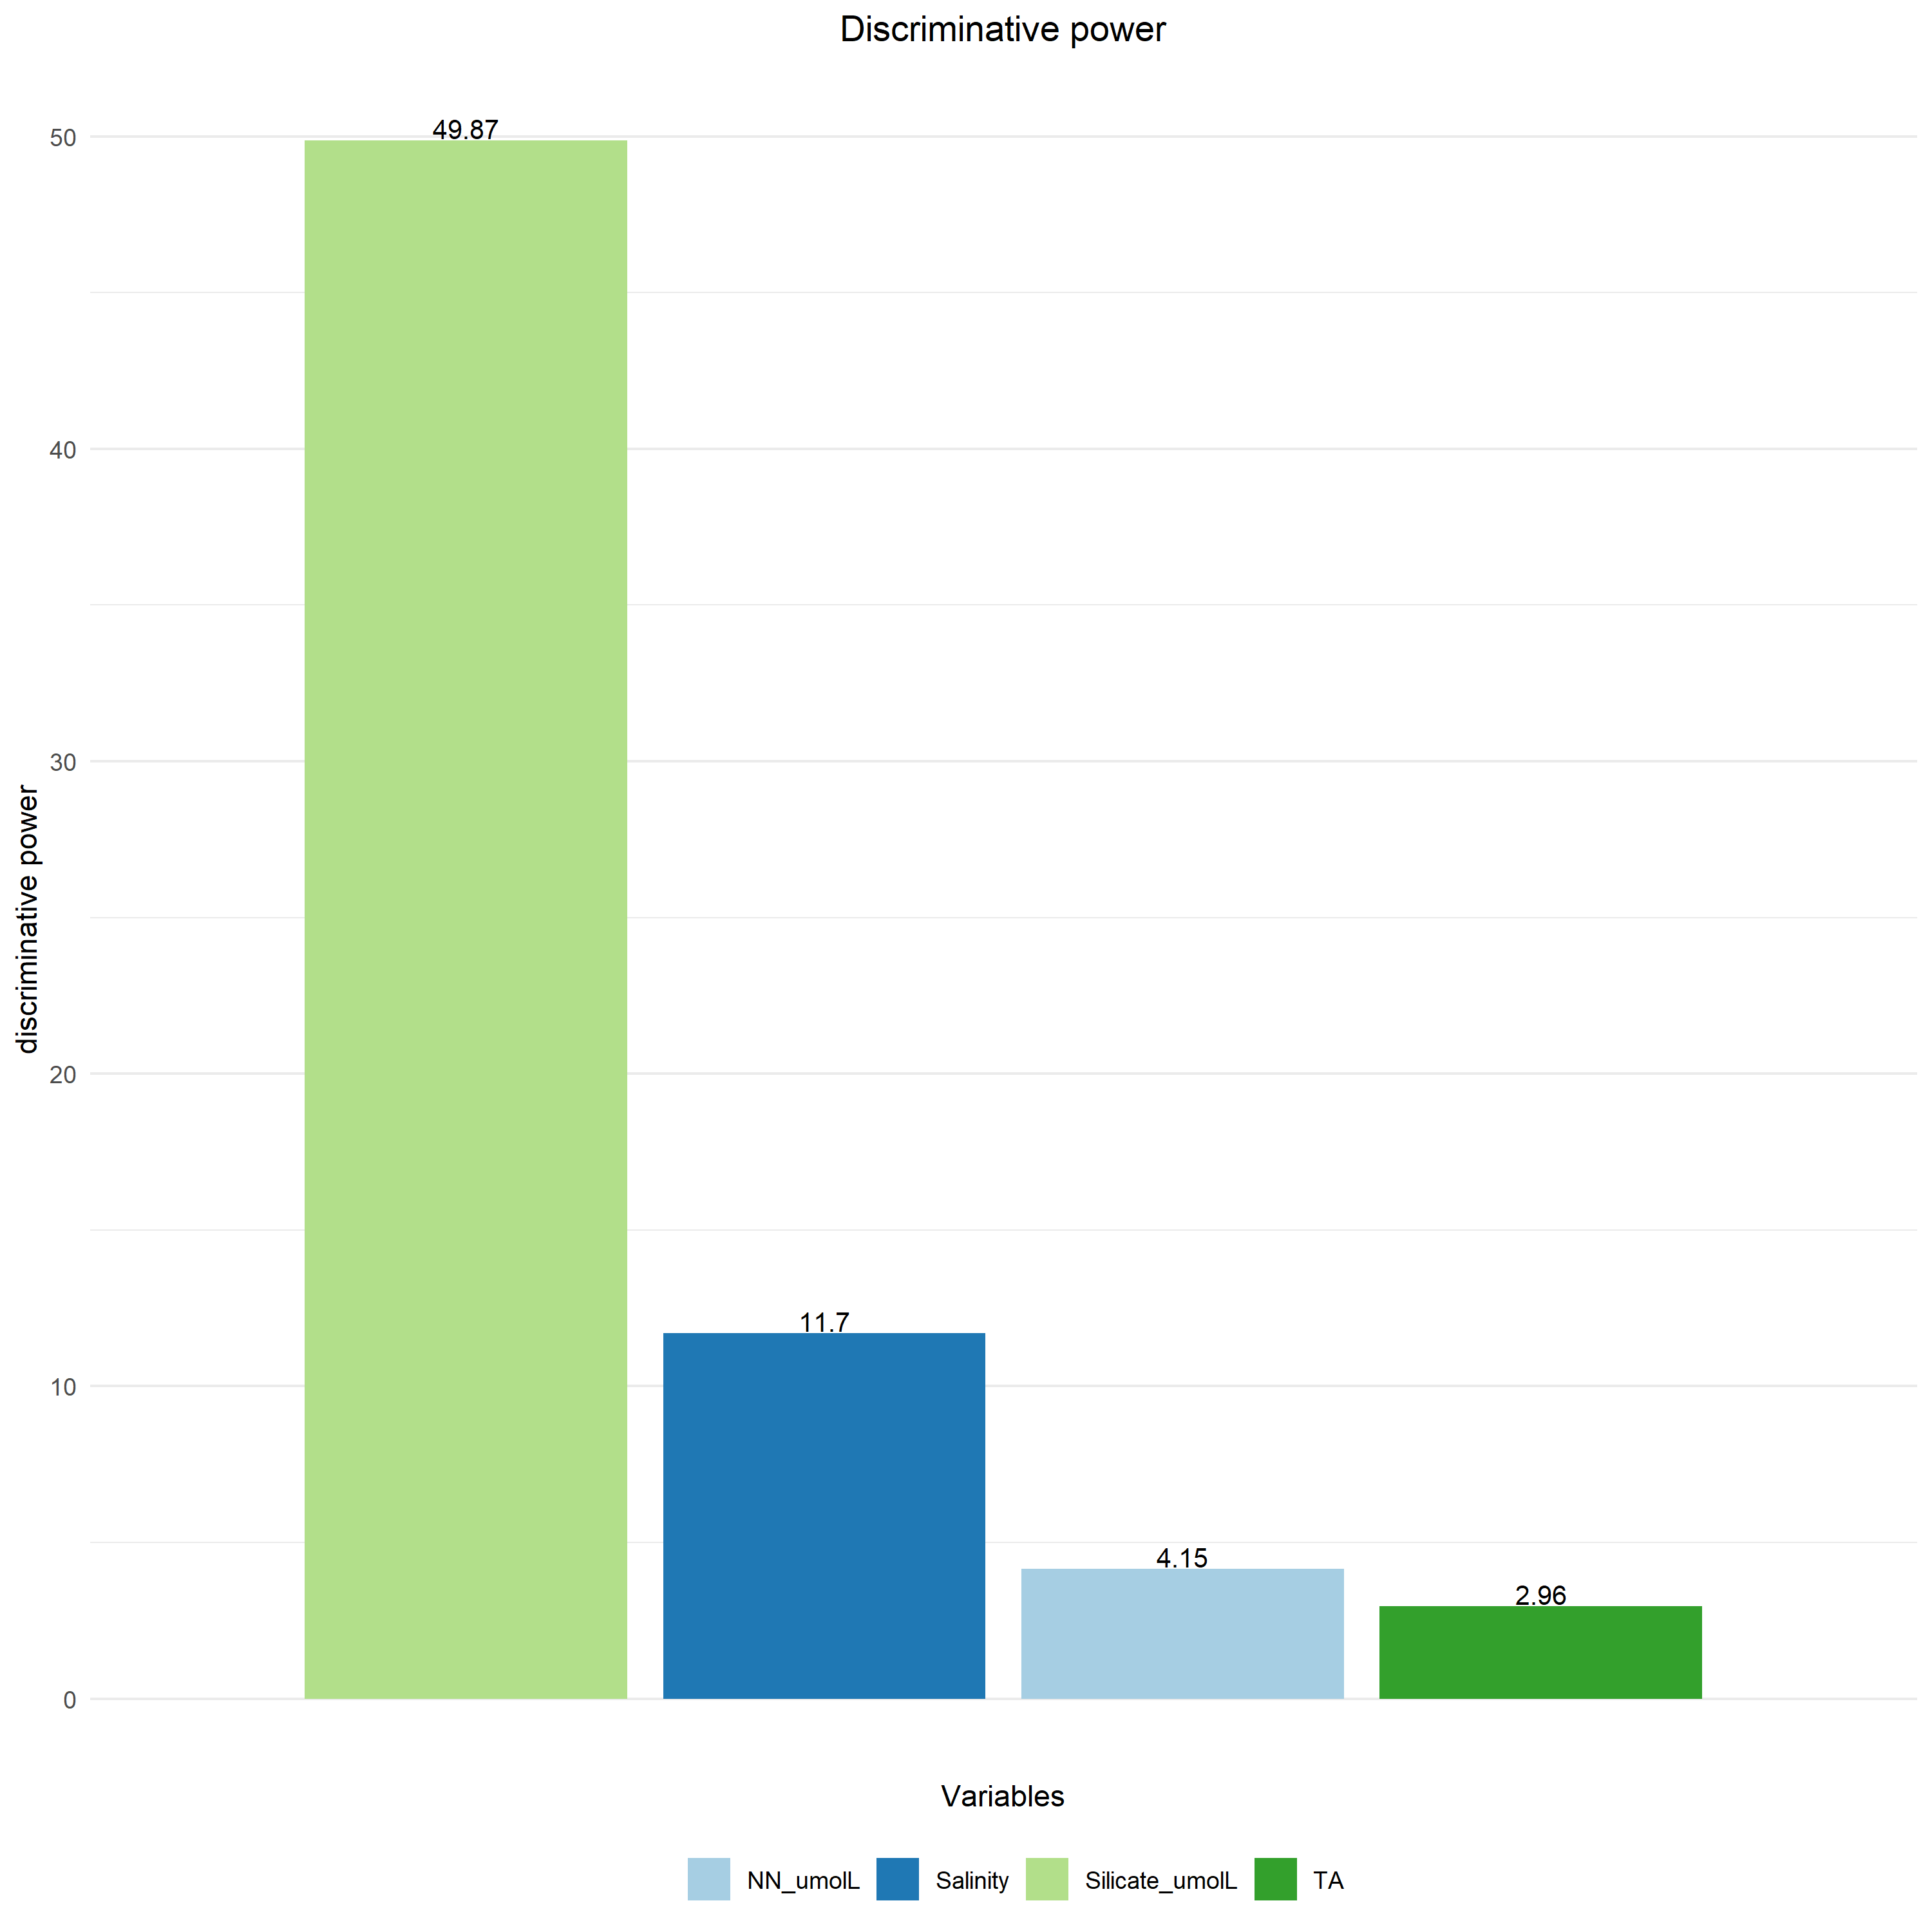 Discriminative power
discriminative power
50
40
30
20
10
0
49.87
11.7
4.15
2.96
Variables
NN_umolL Salinity Silicate_umolL TA